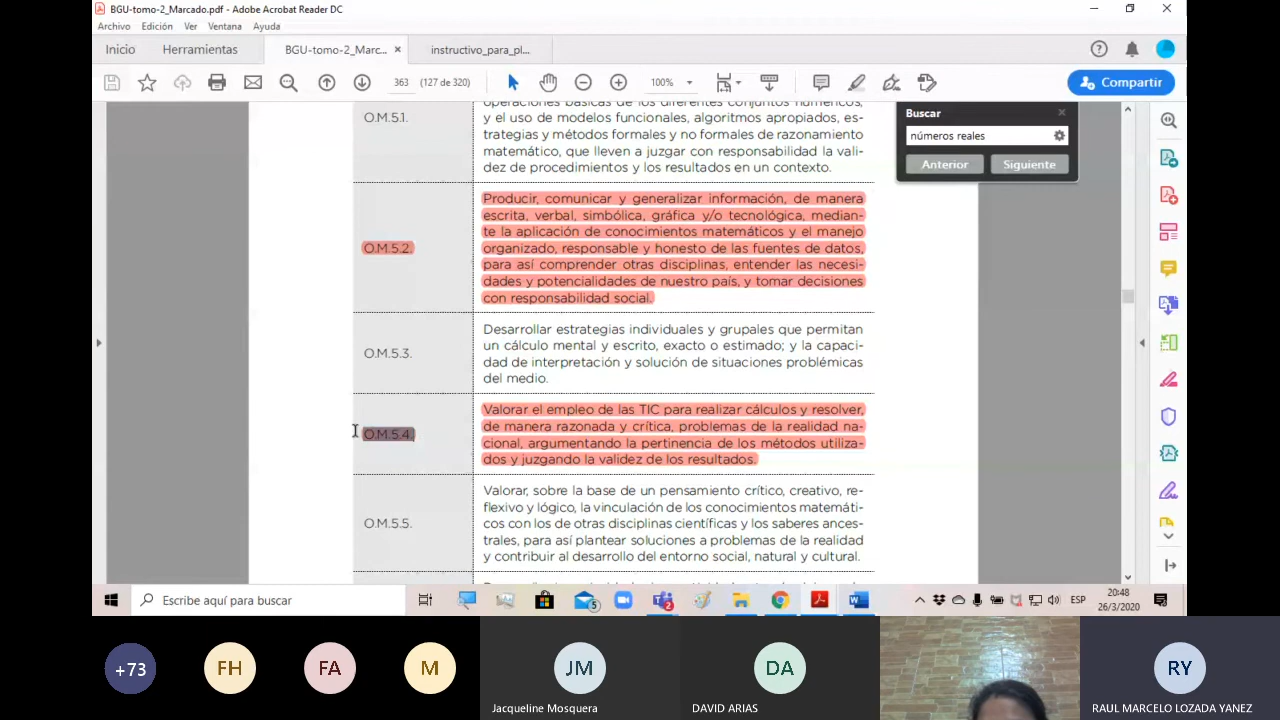 BGU-tomo-2_Marcado.pdf - Adobe Acrobat Reader DC
Archivo Edición Ver Ventana Ayuda
Inicio Herramientas BGU-tomo-2_Marc... × instructivo_para_pl...
363 (127 de 320) 100% Compartir
Buscar
números reales
Anterior Siguiente
operaciones básicas de los diferentes conjuntos numéricos,
O.M.5.1. y el uso de modelos funcionales, algoritmos apropiados, es-
trategias y métodos formales y no formales de razonamiento
matemático, que lleven a juzgar con responsabilidad la vali-
dez de procedimientos y los resultados en un contexto.
Producir, comunicar y generalizar información, de manera
escrita, verbal, simbólica, gráfica y/o tecnológica, median-
te la aplicación de conocimientos matemáticos y el manejo
O.M.5.2. organizado, responsable y honesto de las fuentes de datos,
para así comprender otras disciplinas, entender las necesi-
dades y potencialidades de nuestro país, y tomar decisiones
con responsabilidad social.
Desarrollar estrategias individuales y grupales que permitan
un cálculo mental y escrito, exacto o estimado; y la capaci-
O.M.5.3. dad de interpretación y solución de situaciones problémicas
del medio.
Valorar el empleo de las TIC para realizar cálculos y resolver,
de manera razonada y crítica, problemas de la realidad na-
O.M.5.4. cional, argumentando la pertinencia de los métodos utiliza-
dos y juzgando la validez de los resultados.
Valorar, sobre la base de un pensamiento crítico, creativo, re-
flexivo y lógico, la vinculación de los conocimientos matemáti-
O.M.5.5. cos con los de otras disciplinas científicas y los saberes ances-
trales, para así plantear soluciones a problemas de la realidad
y contribuir al desarrollo del entorno social, natural y cultural.
Escribe aquí para buscar 5 2 ESP 20:48
26/3/2020
+73 FH FA M JM DA RY
Jacqueline Mosquera DAVID ARIAS RAUL MARCELO LOZADA YANEZ